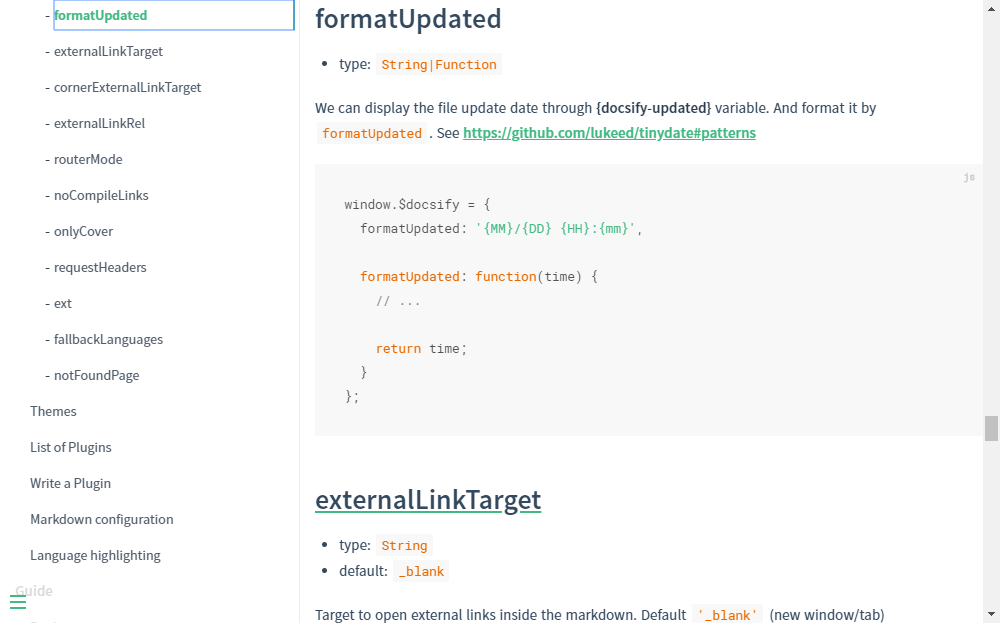 - formatUpdated
- externalLinkTarget
- cornerExternalLinkTarget
- externalLinkRel
- routerMode
- noCompileLinks
- onlyCover
- requestHeaders
- ext
- fallbackLanguages
- notFoundPage
Themes
List of Plugins
Write a Plugin
Markdown configuration
Language highlighting
Guide
formatUpdated
• type: String|Function
We can display the file update date through {docsify-updated} variable. And format it by
formatUpdated . See https://github.com/lukeed/tinydate#patterns
js
window.$docsify = {
  formatUpdated: '{MM}/{DD} {HH}:{mm}',
  formatUpdated: function(time) {
    // ...
    return time;
  }
};
externalLinkTarget
• type: String
• default: _blank
Target to open external links inside the markdown. Default '_blank' (new window/tab)